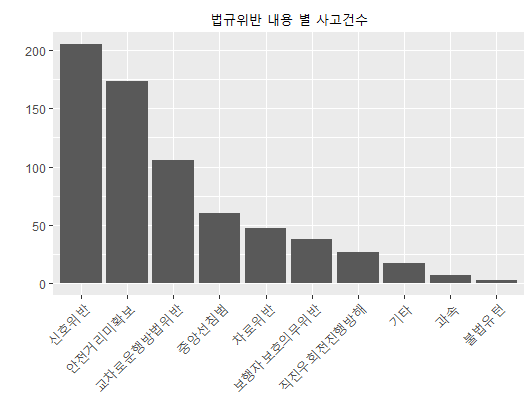 법규위반 내용 별 사고건수
200
150
100
50
0
신호위반
안전거리미확보
교차로운행방법위반
중앙선침범
차로위반
보행자보호의무위반
직진우회전진행방해
기타
과속
불법유턴